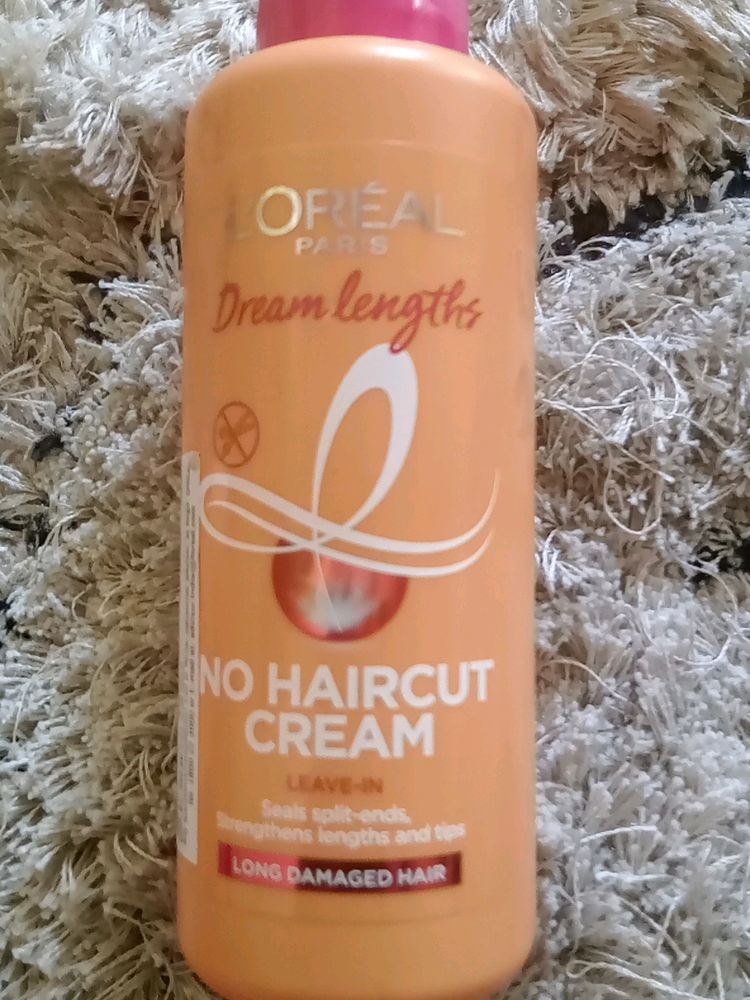 L'ORÉAL
PARIS
Dream lengths
NO HAIRCUT
CREAM
LEAVE-IN
Seals split-ends,
Strengthens lengths and tips
LONG DAMAGED HAIR